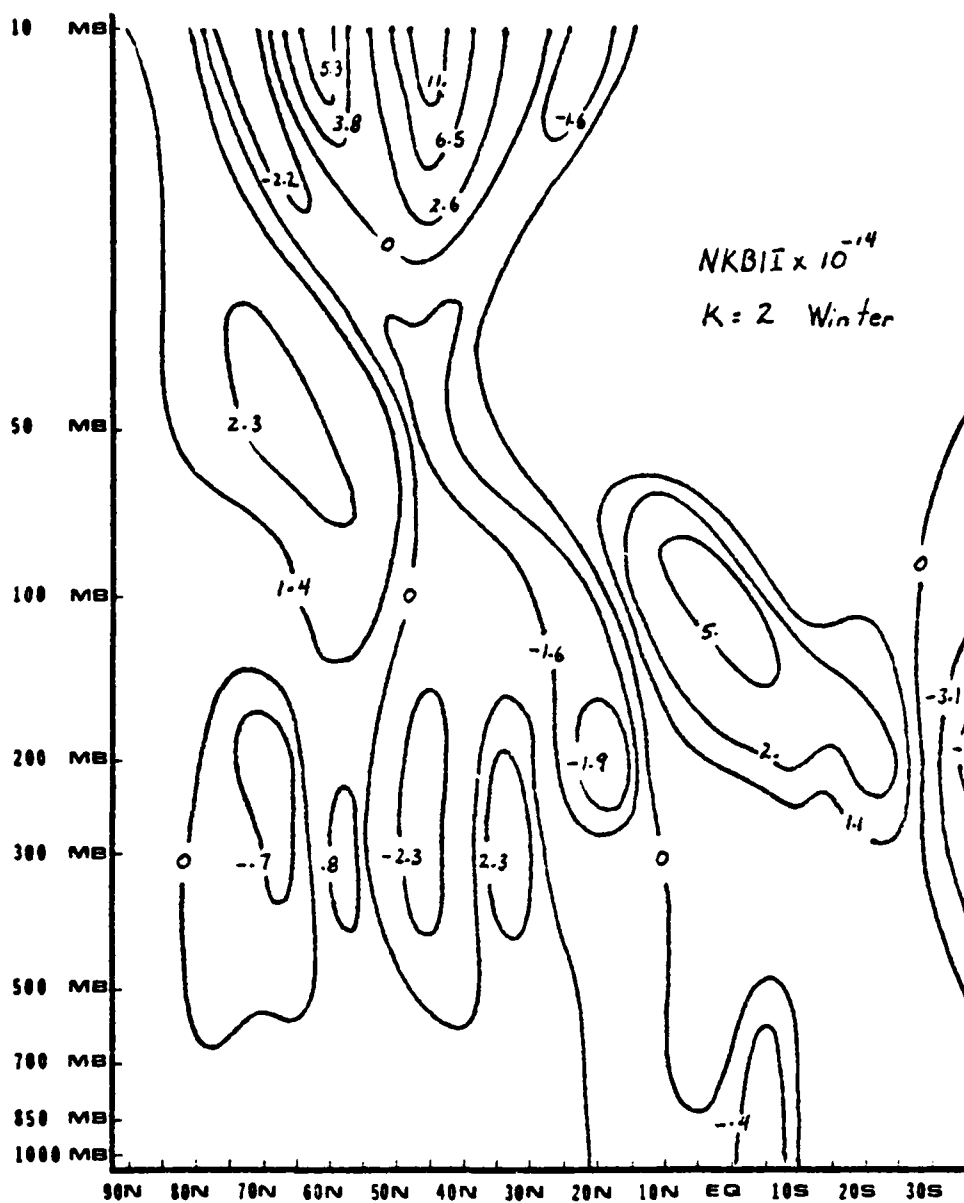 10 MB
5.3
11.
-1.6
3.8
6.5
-2.2
2.6
0
NKB1I x 10^-14
K = 2 Winter
2.3
50 MB
0
1.4
100 MB
0
5.
-1.6
-3.1
200 MB
-1.9
2.
-
1.1
300 MB
0
-.7
.8
-2.3
2.3
0
500 MB
700 MB
850 MB
-.4
1000 MB
90N 80N 70N 60N 50N 40N 30N 20N 10N EQ 10S 20S 30S